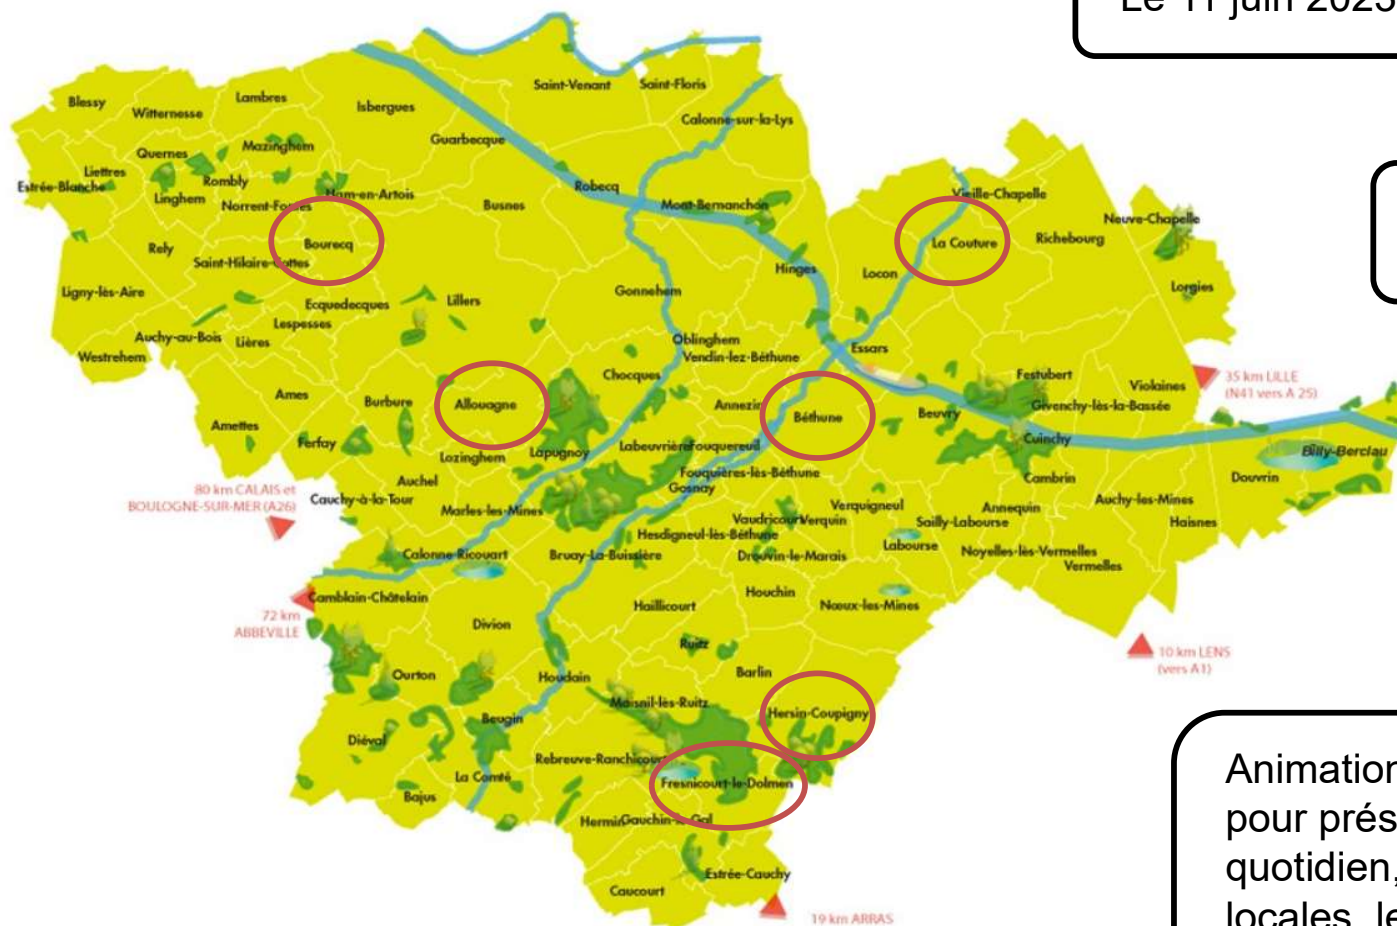 Le 11 juin 2023
Saint-Venant
Saint-Floris
Blessy
Witternesse
Lambres
Isbergues
Calonne-sur-la-Lys
Guarbecque
Quernes
Mazinghem
Liettres
Estrée-Blanche
Rombly
Linghem
Ham-en-Artois
Norrent-Fontes
Robecq
Busnes
Mont-Bernanchon
Vieille-Chapelle
Neuve-Chapelle
Rely
Bourecq
Saint-Hilaire-Cottes
La Couture
Richebourg
Hinges
Locon
Ligny-lès-Aire
Gonnehem
Lorgies
Ecquedecques
Lillers
Lespesses
Auchy-au-Bois
Lières
Westrehem
Oblinghem
Vendin-lez-Béthune
Essars
Chocques
Festubert
Violaines
35 km LILLE
(N41 vers A 25)
Ames
Burbure
Allouagne
Annezin
Béthune
Beuvry
Givenchy-lès-la-Bassée
Amettes
Ferfay
Lozinghem
Lapugnoy
Labeuvrière
Fouquereuil
Cuinchy
Billy-Berclau
Auchel
Fouquières-lès-Béthune
Gosnay
Cambrin
Douvrin
80 km CALAIS et
BOULOGNE-SUR-MER (A26)
Cauchy-à-la-Tour
Marles-les-Mines
Verquigneul
Annequin
Auchy-les-Mines
Vaudricourt
Verquin
Sailly-Labourse
Haisnes
Hesdigneul-lès-Béthune
Labourse
Calonne-Ricouart
Bruay-La-Buissière
Drouvin-le-Marais
Noyelles-lès-Vermelles
Vermelles
Camblain-Châtelain
Houchin
Haillicourt
Nœux-les-Mines
72 km
ABBEVILLE
Divion
Ruitz
10 km LENS
(vers A1)
Ourton
Houdain
Barlin
Maisnil-lès-Ruitz
Hersin-Coupigny
Beugin
Diéval
Rebreuve-Ranchicourt
La Comté
Fresnicourt-le-Dolmen
Bajus
Hermin
Gauchin-le-Gal
Estrée-Cauchy
Caucourt
19 km ARRAS
Animation
pour prés
quotidien,
locales, le